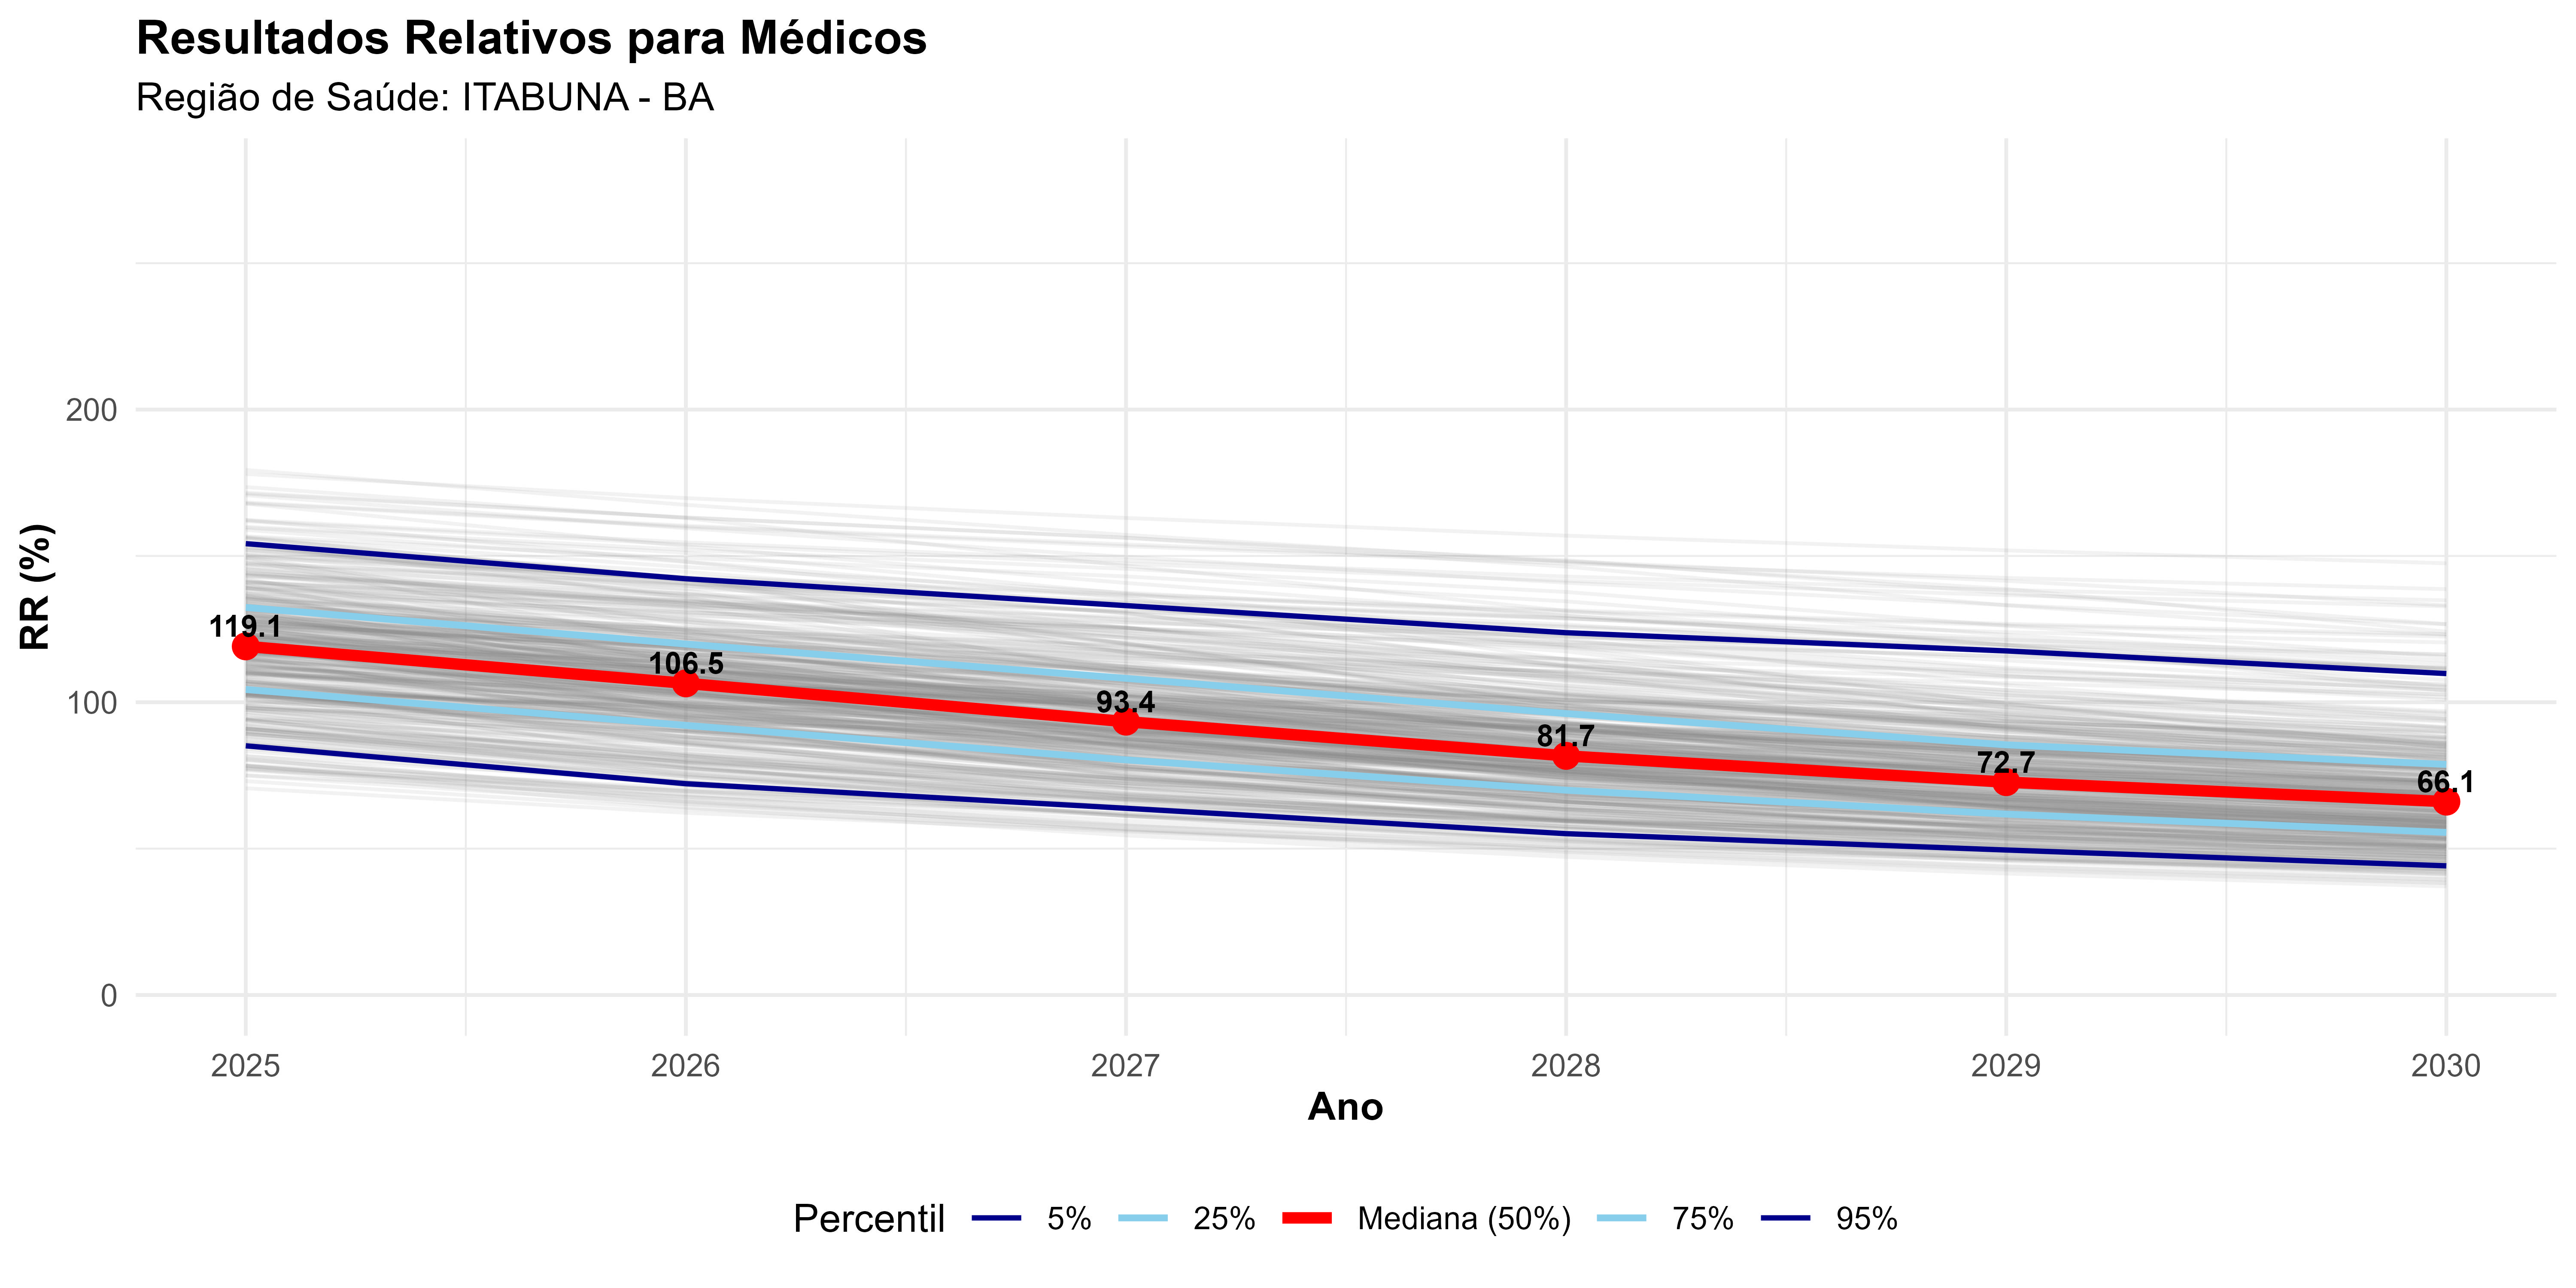 Resultados Relativos para Médicos
Região de Saúde: ITABUNA - BA
RR (%)
200
100
0
119.1
106.5
93.4
81.7
72.7
66.1
2025 2026 2027 2028 2029 2030
Ano
Percentil 5% 25% Mediana (50%) 75% 95%